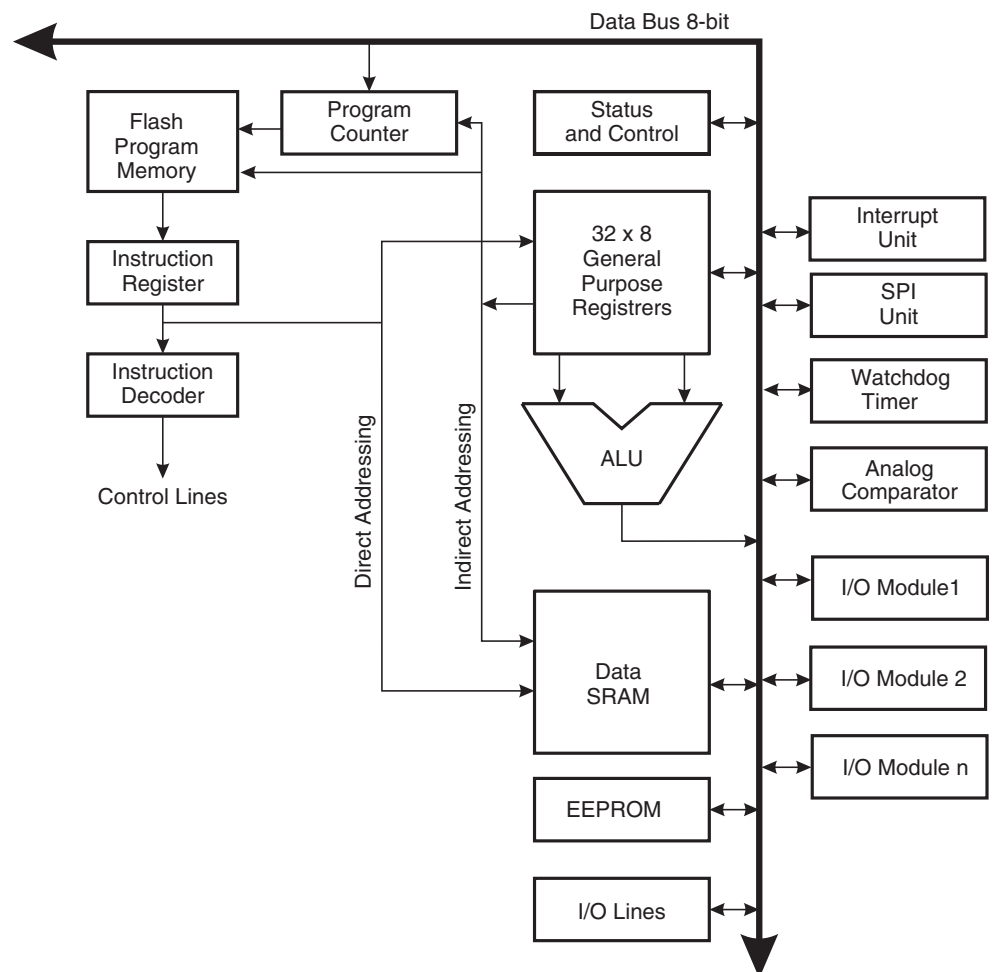 Data Bus 8-bit
Flash
Program
Memory
Program
Counter
Status
and Control
Interrupt
Unit
32 x 8
General
Purpose
Registrers
Instruction
Register
SPI
Unit
Instruction
Decoder
Watchdog
Timer
ALU
Analog
Comparator
Control Lines
Direct Addressing
Indirect Addressing
I/O Module1
Data
SRAM
I/O Module 2
I/O Module n
EEPROM
I/O Lines